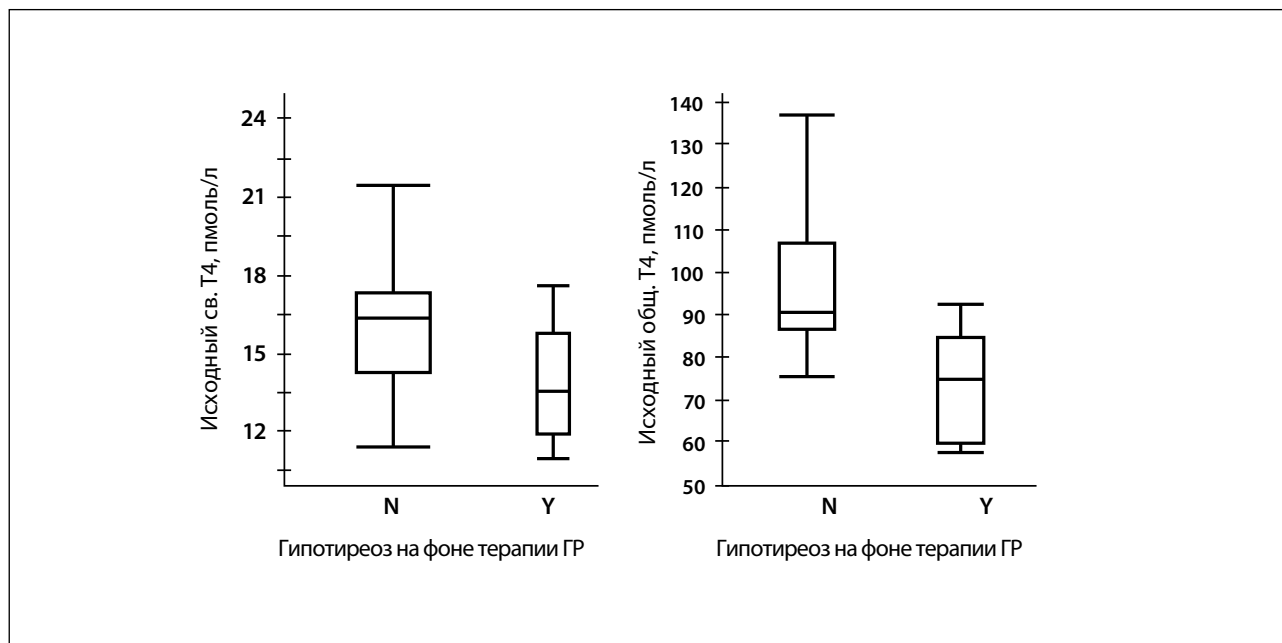 Исходный св. Т4, пмоль/л
24
21
18
15
12
N
Y
Гипотиреоз на фоне терапии ГР
Исходный общ. Т4, пмоль/л
140
130
120
110
100
90
80
70
60
50
N
Y
Гипотиреоз на фоне терапии ГР